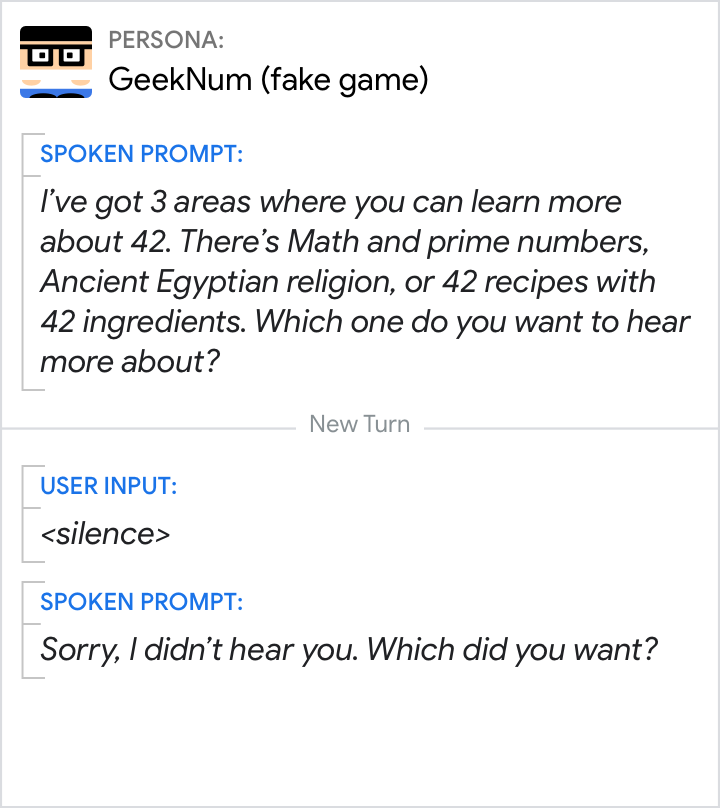 PERSONA:
GeekNum (fake game)
SPOKEN PROMPT:
I’ve got 3 areas where you can learn more
about 42. There’s Math and prime numbers,
Ancient Egyptian religion, or 42 recipes with
42 ingredients. Which one do you want to hear
more about?
New Turn
USER INPUT:
<silence>
SPOKEN PROMPT:
Sorry, I didn’t hear you. Which did you want?